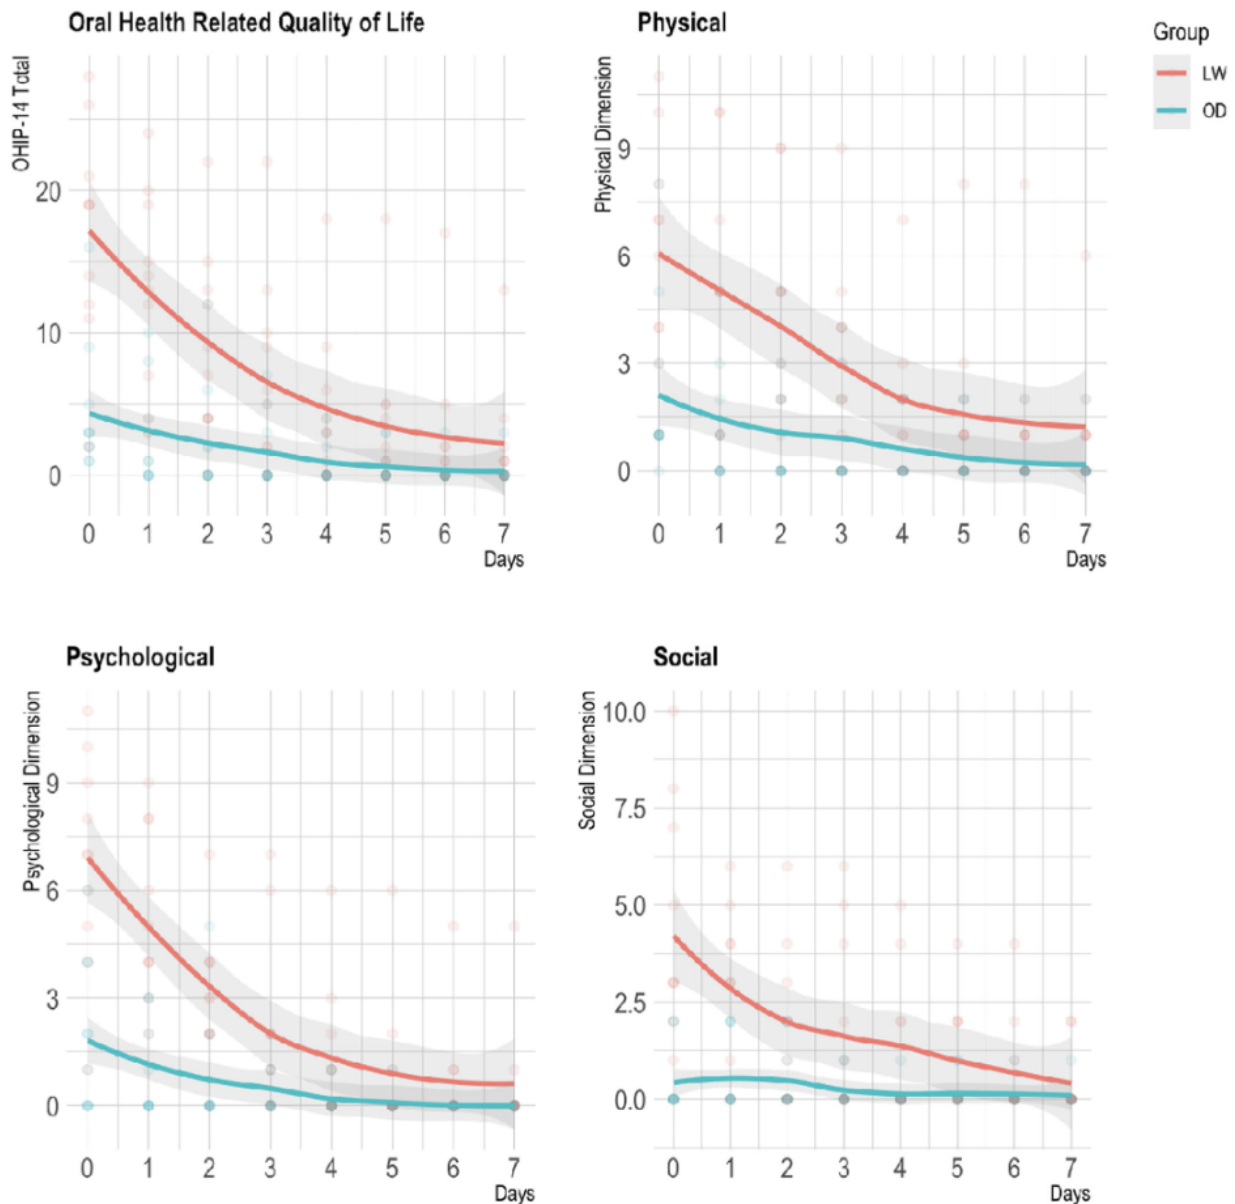 Oral Health Related Quality of Life
Physical
Group
LW
OD
OHIP-14 Total
20
10
0
0 1 2 3 4 5 6 7
Days
Physical Dimension
9
6
3
0
0 1 2 3 4 5 6 7
Days
Psychological
Social
Psychological Dimension
9
6
3
0
0 1 2 3 4 5 6 7
Days
Social Dimension
10.0
7.5
5.0
2.5
0.0
0 1 2 3 4 5 6 7
Days